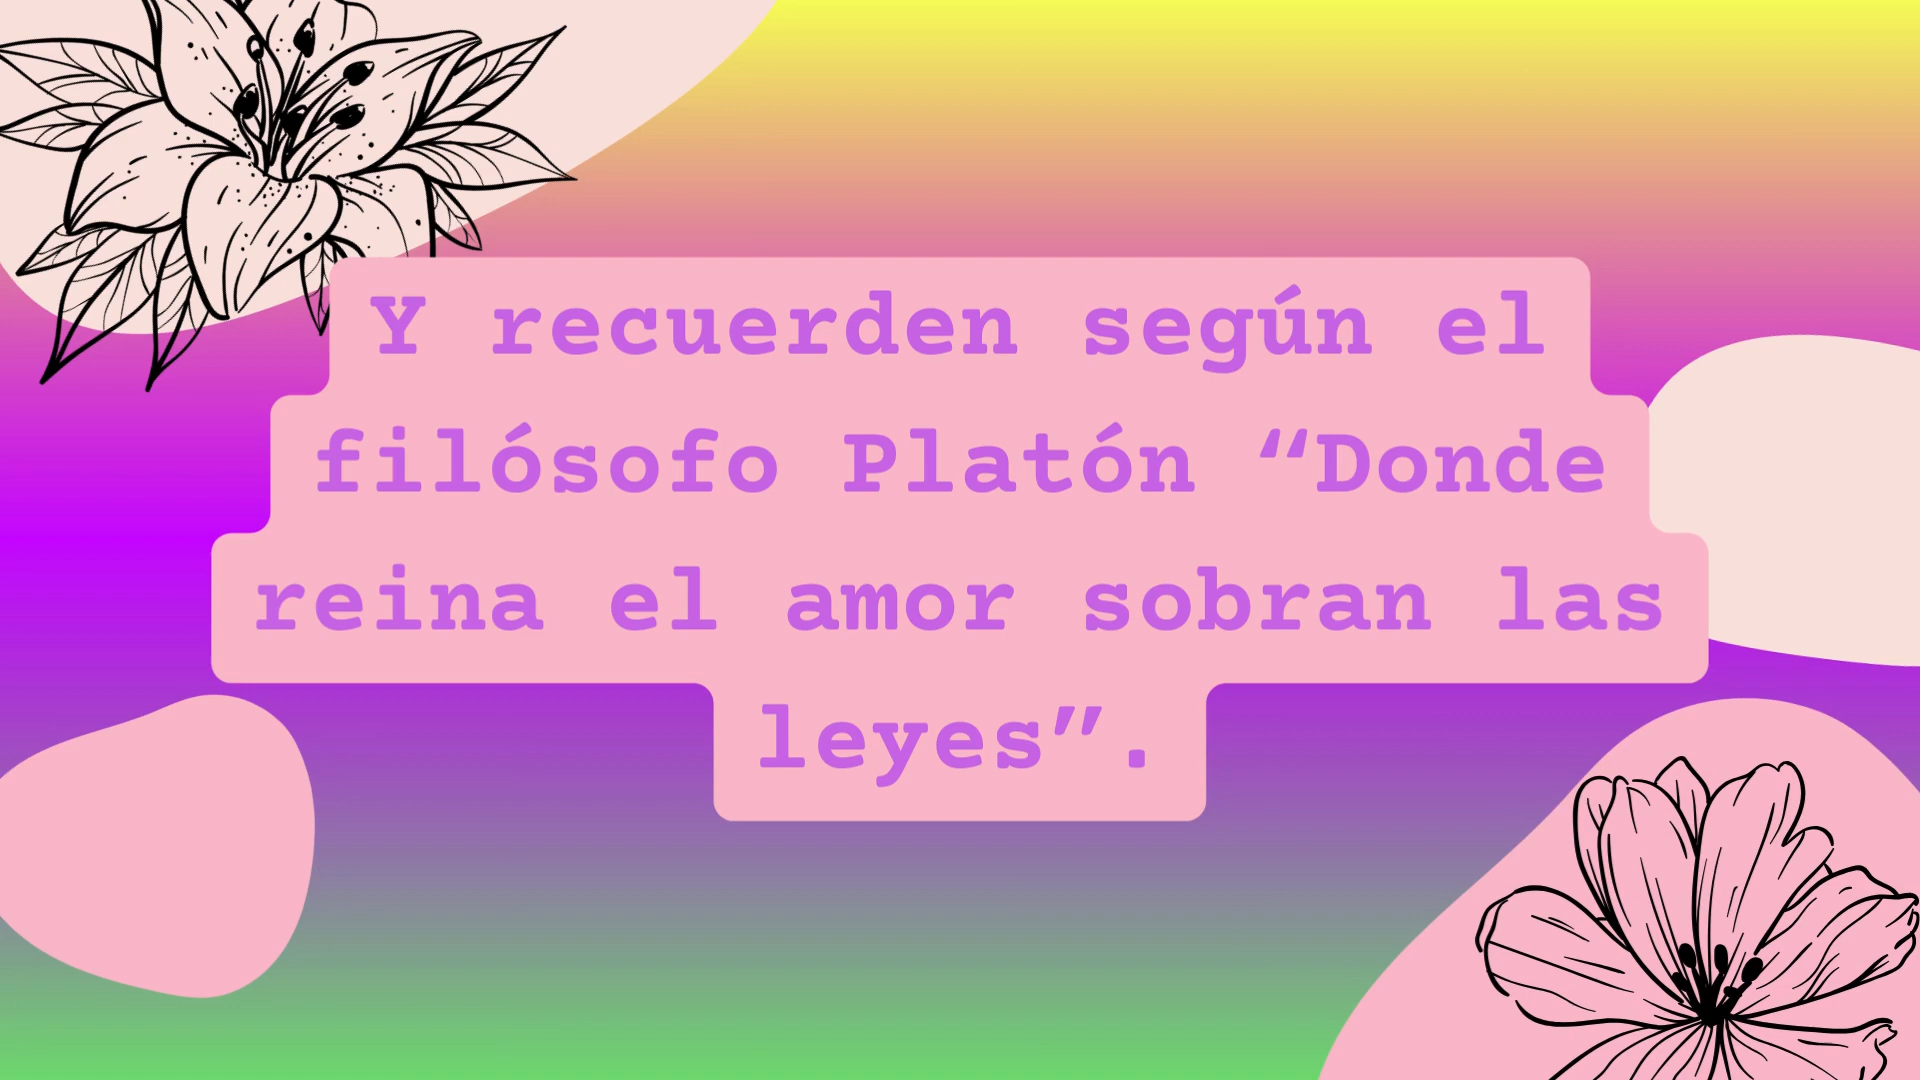 Y recuerden según el
filósofo Platón “Donde
reina el amor sobran las
leyes”.